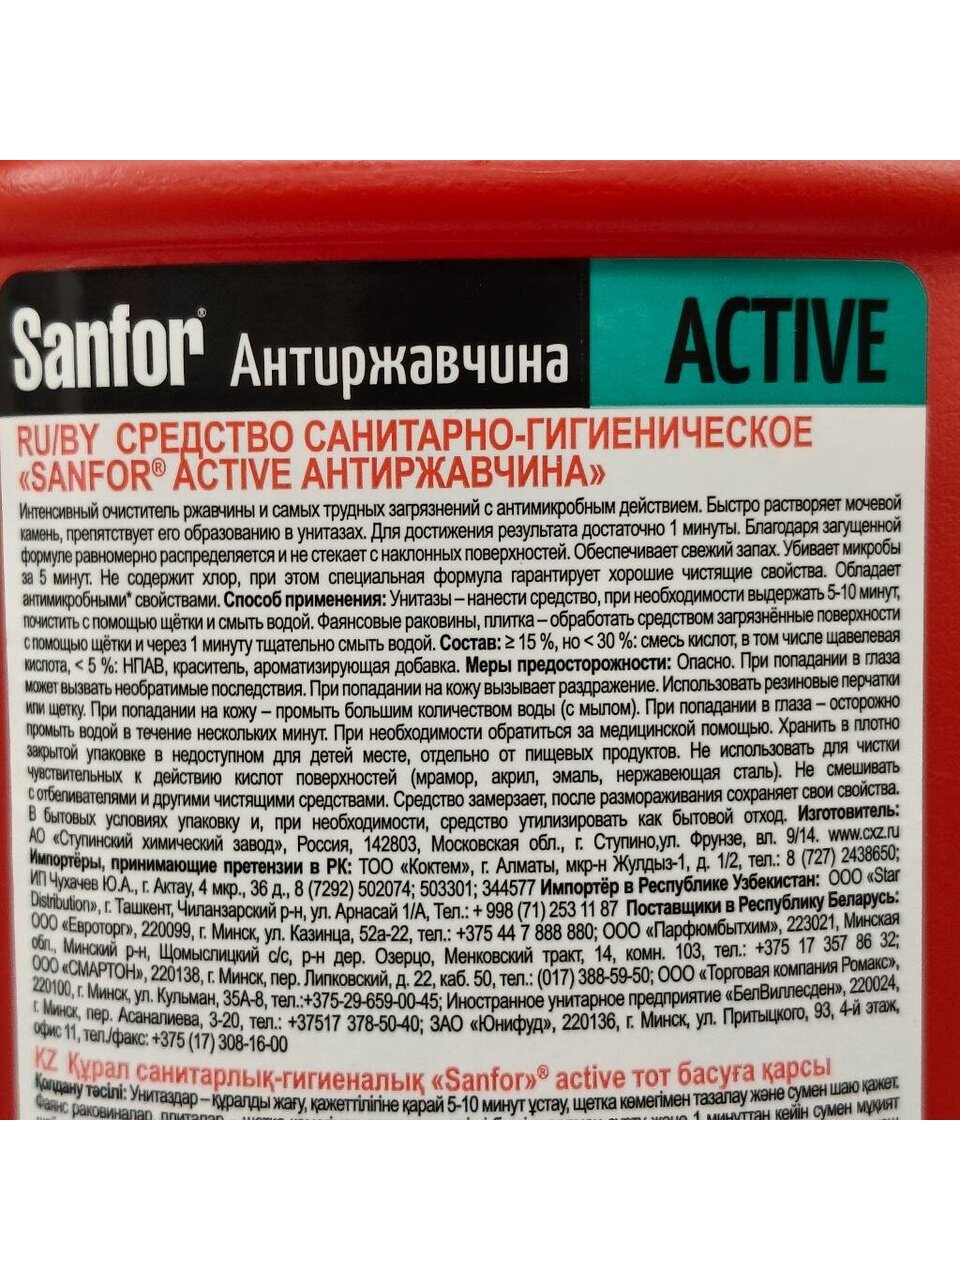 Sanfor® Антиржавчина ACTIVE
RU/BY СРЕДСТВО САНИТАРНО-ГИГИЕНИЧЕСКОЕ
«SANFOR® ACTIVE АНТИРЖАВЧИНА»
Интенсивный очиститель ржавчины и самых трудных загрязнений с антимикробным действием. Быстро растворяет мочевой
камень, препятствует его образованию в унитазах. Для достижения результата достаточно 1 минуты. Благодаря загущенной
формуле равномерно распределяется и не стекает с наклонных поверхностей. Обеспечивает свежий запах. Убивает микробы
за 5 минут. Не содержит хлор, при этом специальная формула гарантирует хорошие чистящие свойства. Обладает
антимикробными* свойствами. Способ применения: Унитазы – нанести средство, при необходимости выдержать 5-10 минут,
почистить с помощью щётки и смыть водой. Фаянсовые раковины, плитка – обработать средством загрязнённые поверхности
с помощью щётки и через 1 минуту тщательно смыть водой. Состав: ≥ 15 %, но < 30 %: смесь кислот, в том числе щавелевая
кислота, < 5 %: НПАВ, краситель, ароматизирующая добавка. Меры предосторожности: Опасно. При попадании в глаза
может вызвать необратимые последствия. При попадании на кожу вызывает раздражение. Использовать резиновые перчатки
или щетку. При попадании на кожу – промыть большим количеством воды (с мылом). При попадании в глаза – осторожно
промыть водой в течение нескольких минут. При необходимости обратиться за медицинской помощью. Хранить в плотно
закрытой упаковке в недоступном для детей месте, отдельно от пищевых продуктов. Не использовать для чистки
чувствительных к действию кислот поверхностей (мрамор, акрил, эмаль, нержавеющая сталь). Не смешивать
с отбеливателями и другими чистящими средствами. Средство замерзает, после размораживания сохраняет свои свойства.
В бытовых условиях упаковку и, при необходимости, средство утилизировать как бытовой отход. Изготовитель:
АО «Ступинский химический завод», Россия, 142803, Московская обл., г. Ступино, ул. Фрунзе, вл. 9/14. www.cxz.ru
Импортёры, принимающие претензии в РК: ТОО «Коктем», г. Алматы, мкр-н Жулдыз-1, д. 1/2, тел.: 8 (727) 2438650;
ИП Чухачев Ю.А., г. Актау, 4 мкр., 36 д., 8 (7292) 502074; 503301; 344577 Импортёр в Республике Узбекистан: ООО «Star
Distribution», г. Ташкент, Чиланзарский р-н, ул. Арнасай 1/А, Тел.: + 998 (71) 253 11 87 Поставщики в Республику Беларусь:
ООО «Евроторг», 220099, г. Минск, ул. Казинца, 52а-22, тел.: +375 44 7 888 880; ООО «Парфюмбытхим», 223021, Минская
обл., Минский р-н, Щомыслицкий с/с, р-н дер. Озерцо, Менковский тракт, 14, комн. 103, тел.: +375 17 357 86 32;
ООО «СМАРТОН», 220138, г. Минск, пер. Липковский, д. 22, каб. 50, тел.: (017) 388-59-50; ООО «Торговая компания Ромакс»,
220100, г. Минск, ул. Кульман, 35А-8, тел.:+375-29-659-00-45; Иностранное унитарное предприятие «БелВиллесден», 220024,
г. Минск, пер. Асаналиева, 3-20, тел.: +37517 378-50-40; ЗАО «Юнифуд», 220136, г. Минск, ул. Притыцкого, 93, 4-й этаж,
офис 11, тел./факс: +375 (17) 308-16-00
KZ Құрал санитарлық-гигиеналық «Sanfor»® active тот басуға қарсы
Қолдану тәсілі: Унитаздар – құралды жағу, қажеттілігіне қарай 5-10 минут ұстау, щетка көмегімен тазалау және сумен шаю қажет.
Фаянс раковиналар, 1 минуттан кейін сумен мұқият